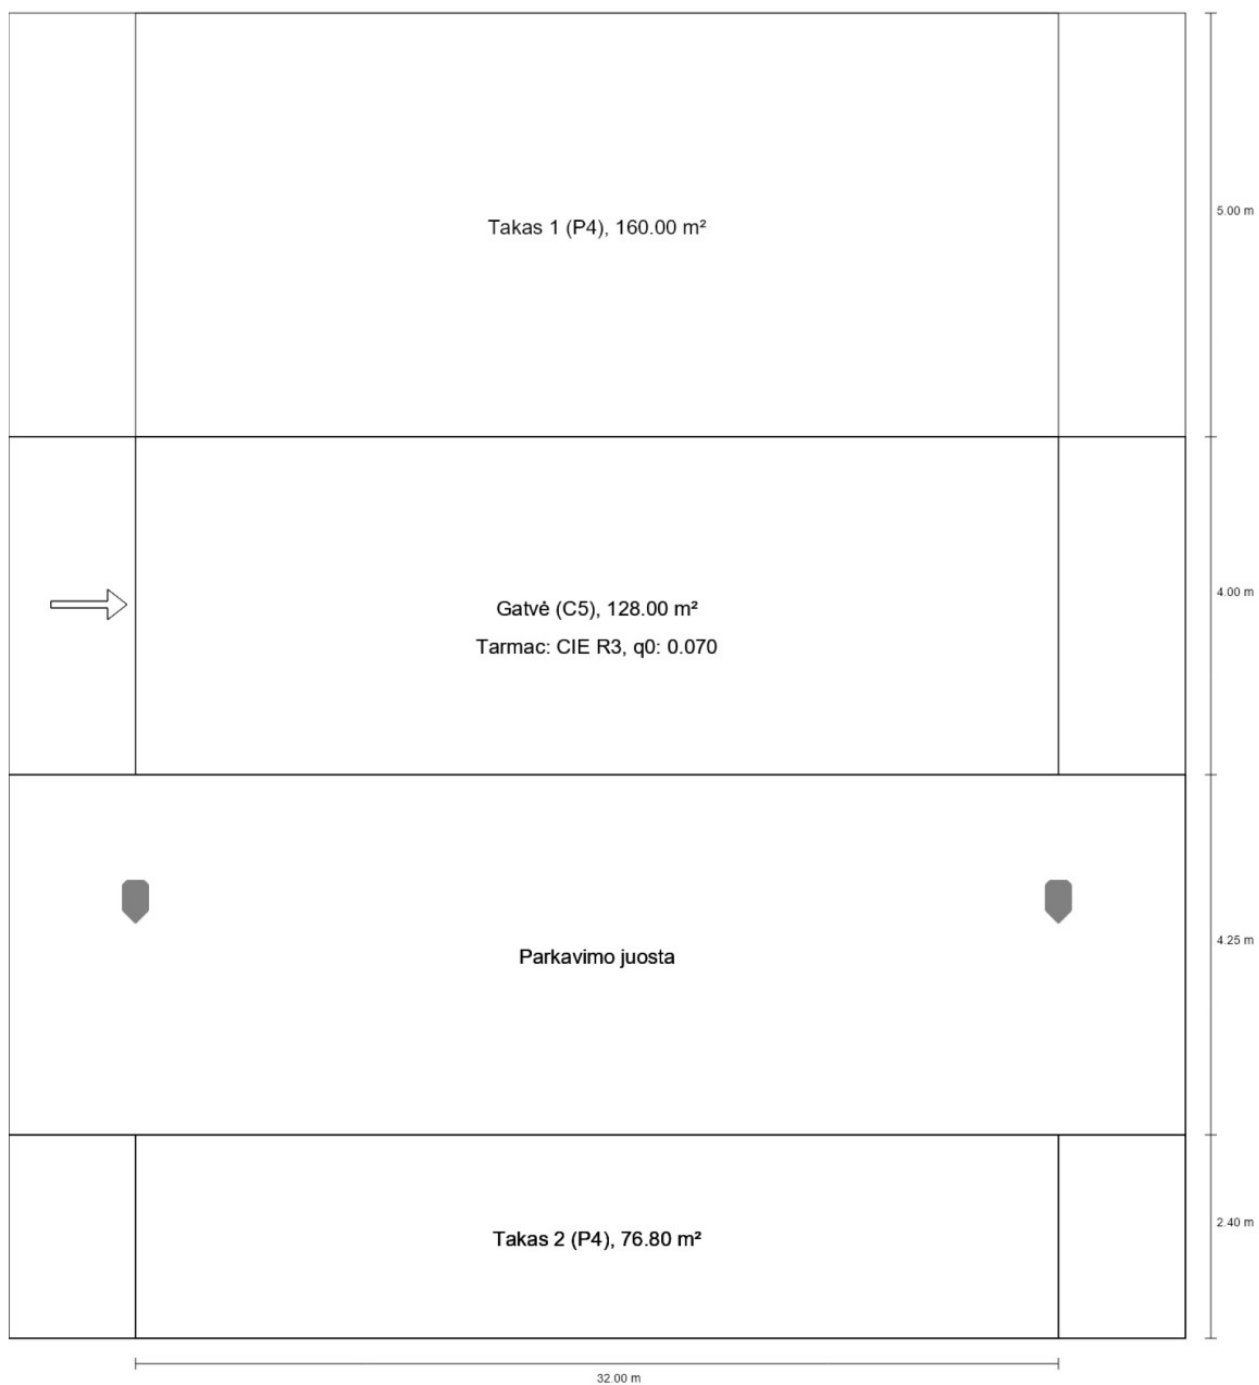 5.00 m
Takas 1 (P4), 160.00 m²
4.00 m
Gatvė (C5), 128.00 m²
Tarmac: CIE R3, q0: 0.070
4.25 m
Parkavimo juosta
2.40 m
Takas 2 (P4), 76.80 m²
32.00 m